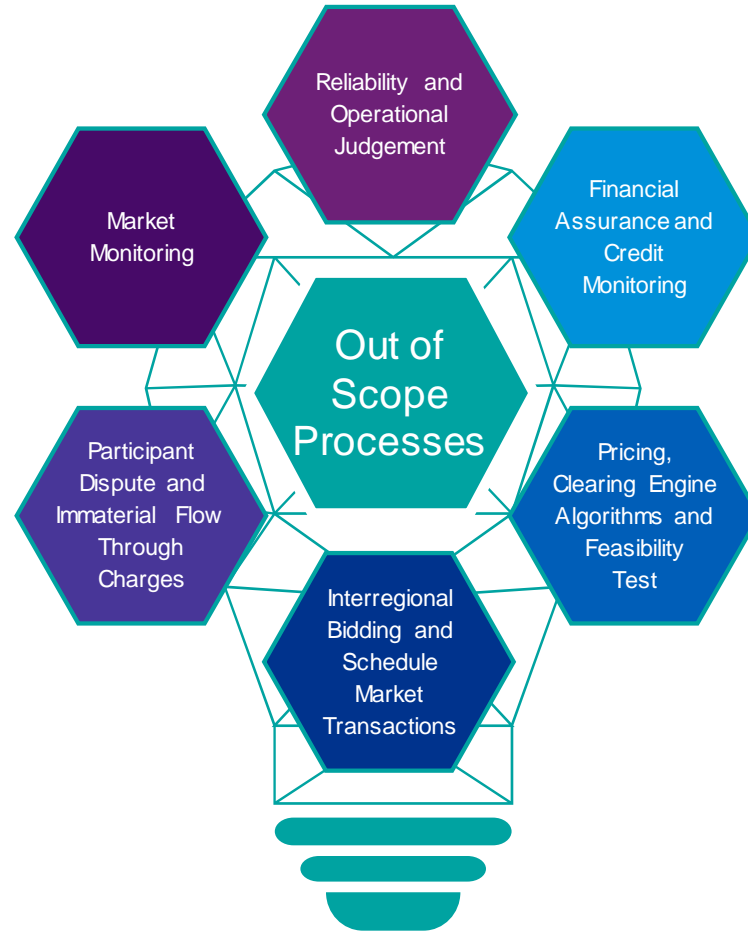 Reliability and
Operational
Judgement
Financial
Assurance and
Credit
Monitoring
Market
Monitoring
Out of
Scope
Processes
Participant
Dispute and
Immaterial Flow
Through
Charges
Pricing,
Clearing Engine
Algorithms and
Feasibility
Test
Interregional
Bidding and
Schedule
Market
Transactions